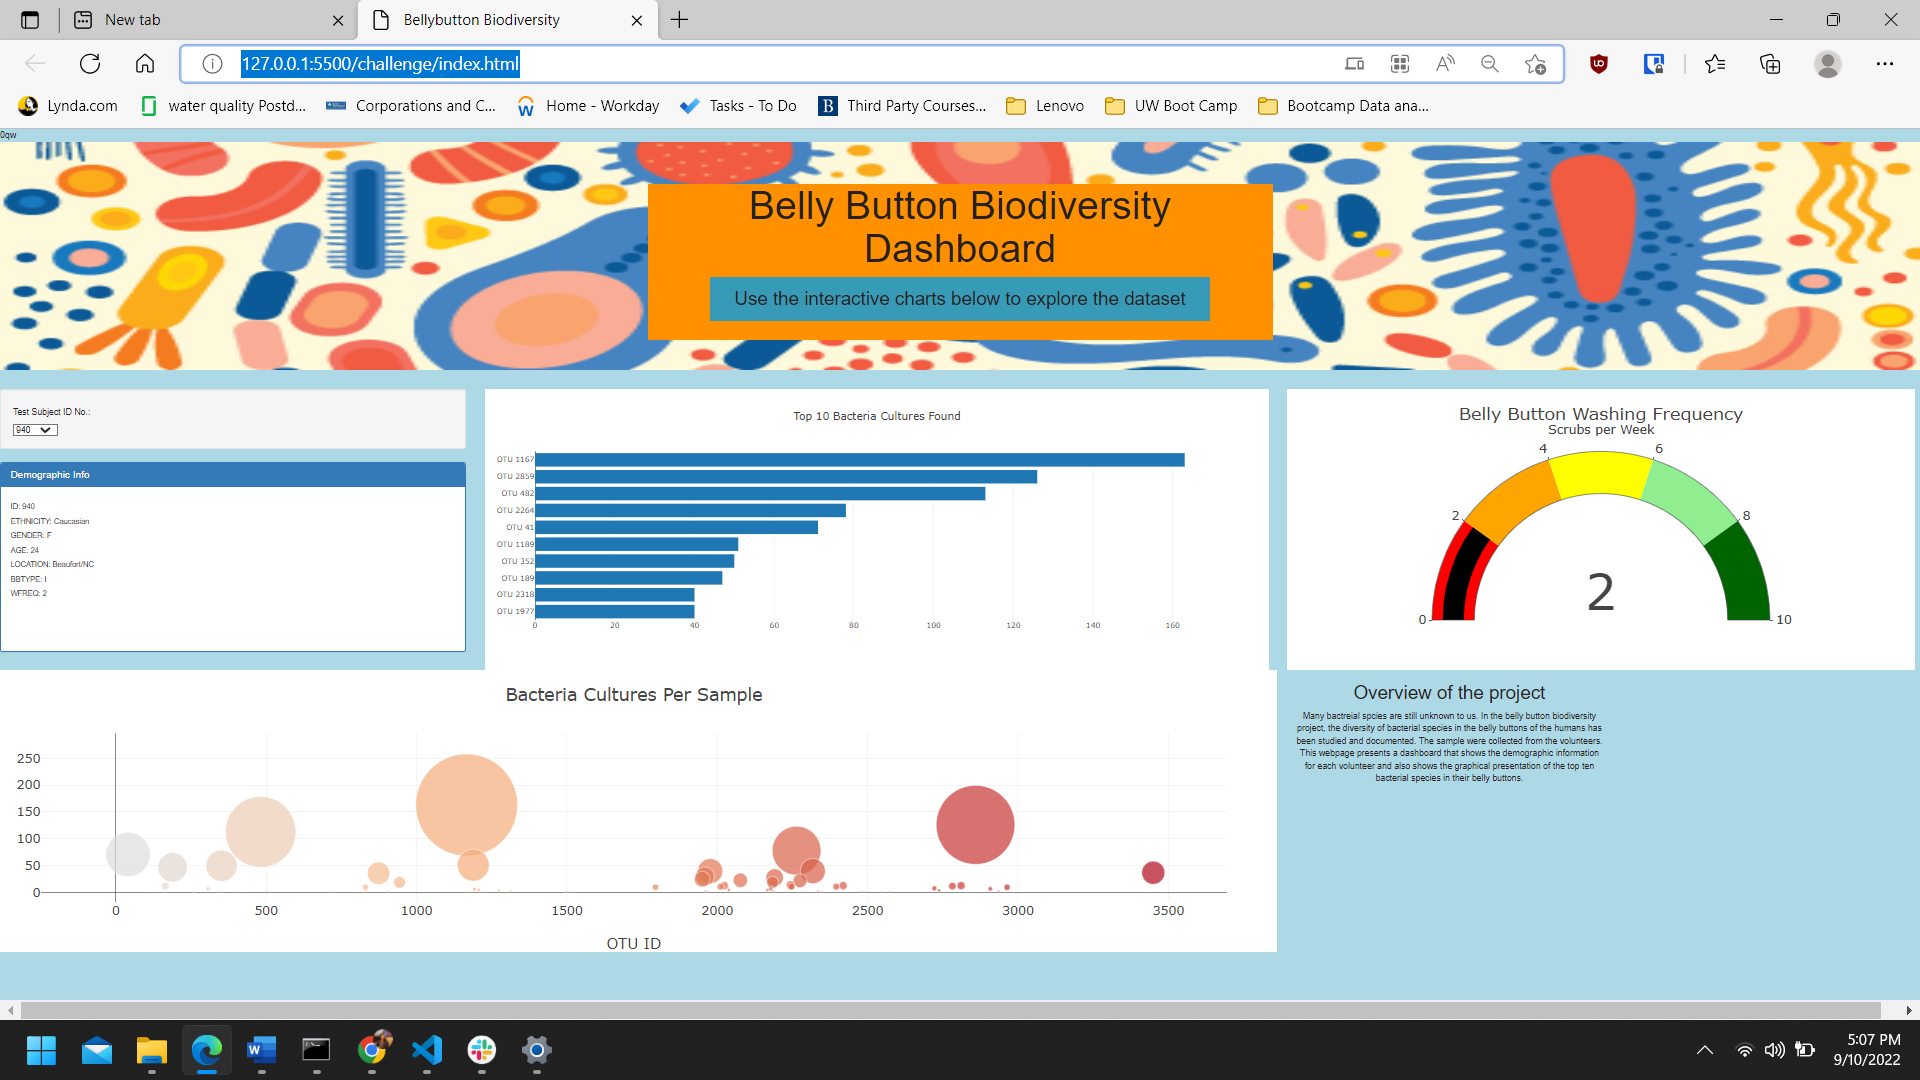 New tab
Bellybutton Biodiversity
127.0.0.1:5500/challenge/index.html
Lynda.com
water quality Postd...
Corporations and C...
Home - Workday
Tasks - To Do
Third Party Courses...
Lenovo
UW Boot Camp
Bootcamp Data ana...
0qw
Belly Button Biodiversity
Dashboard
Use the interactive charts below to explore the dataset
Test Subject ID No.:
940
Demographic Info
ID: 940
ETHNICITY: Caucasian
GENDER: F
AGE: 24
LOCATION: Beaufort/NC
BBTYPE: I
WFREQ: 2
Top 10 Bacteria Cultures Found
OTU 1167
OTU 2859
OTU 482
OTU 2264
OTU 41
OTU 1189
OTU 352
OTU 189
OTU 2318
OTU 1977
0 20 40 60 80 100 120 140 160
Belly Button Washing Frequency
Scrubs per Week
4 6
2 8
2
0 10
Bacteria Cultures Per Sample
250
200
150
100
50
0
0 500 1000 1500 2000 2500 3000 3500
OTU ID
Overview of the project
Many bactreial spcies are still unknown to us. In the belly button biodiversity
project, the diversity of bacterial species in the belly buttons of the humans has
been studied and documented. The sample were collected from the volunteers.
This webpage presents a dashboard that shows the demographic information
for each volunteer and also shows the graphical presentation of the top ten
bacterial species in their belly buttons.
5:07 PM
9/10/2022